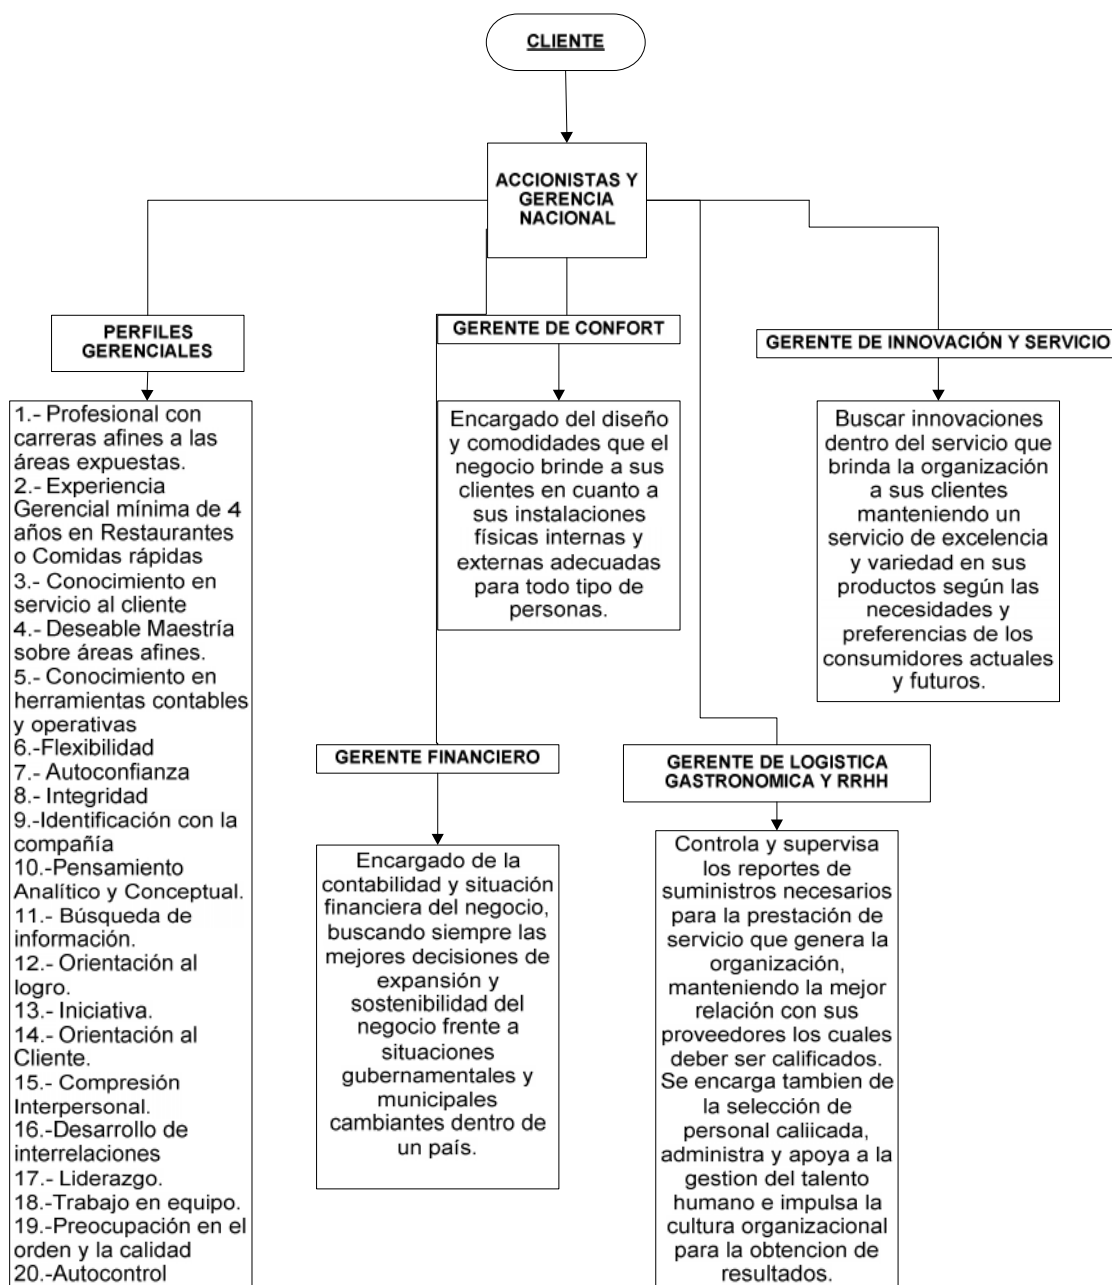 CLIENTE
ACCIONISTAS Y
GERENCIA
NACIONAL
PERFILES
GERENCIALES
1.- Profesional con
carreras afines a las
áreas expuestas.
2.- Experiencia
Gerencial mínima de 4
años en Restaurantes
o Comidas rápidas
3.- Conocimiento en
servicio al cliente
4.- Deseable Maestría
sobre áreas afines.
5.- Conocimiento en
herramientas contables
y operativas
6.-Flexibilidad
7.- Autoconfianza
8.- Integridad
9.-Identificación con la
compañía
10.-Pensamiento
Analítico y Conceptual.
11.- Búsqueda de
información.
12.- Orientación al
logro.
13.- Iniciativa.
14.- Orientación al
Cliente.
15.- Compresión
Interpersonal.
16.-Desarrollo de
interrelaciones
17.- Liderazgo.
18.-Trabajo en equipo.
19.-Preocupación en el
orden y la calidad
20.-Autocontrol
GERENTE DE CONFORT
Encargado del diseño
y comodidades que el
negocio brinde a sus
clientes en cuanto a
sus instalaciones
físicas internas y
externas adecuadas
para todo tipo de
personas.
GERENTE DE INNOVACIÓN Y SERVICIO
Buscar innovaciones
dentro del servicio que
brinda la organización
a sus clientes
manteniendo un
servicio de excelencia
y variedad en sus
productos según las
necesidades y
preferencias de los
consumidores actuales
y futuros.
GERENTE FINANCIERO
Encargado de la
contabilidad y situación
financiera del negocio,
buscando siempre las
mejores decisiones de
expansión y
sostenibilidad del
negocio frente a
situaciones
gubernamentales y
municipales
cambiantes dentro de
un país.
GERENTE DE LOGISTICA
GASTRONOMICA Y RRHH
Controla y supervisa
los reportes de
suministros necesarios
para la prestación de
servicio que genera la
organización,
manteniendo la mejor
relación con sus
proveedores los cuales
deber ser calificados.
Se encarga tambien de
la selección de
personal caliicada,
administra y apoya a la
gestion del talento
humano e impulsa la
cultura organizacional
para la obtencion de
resultados.